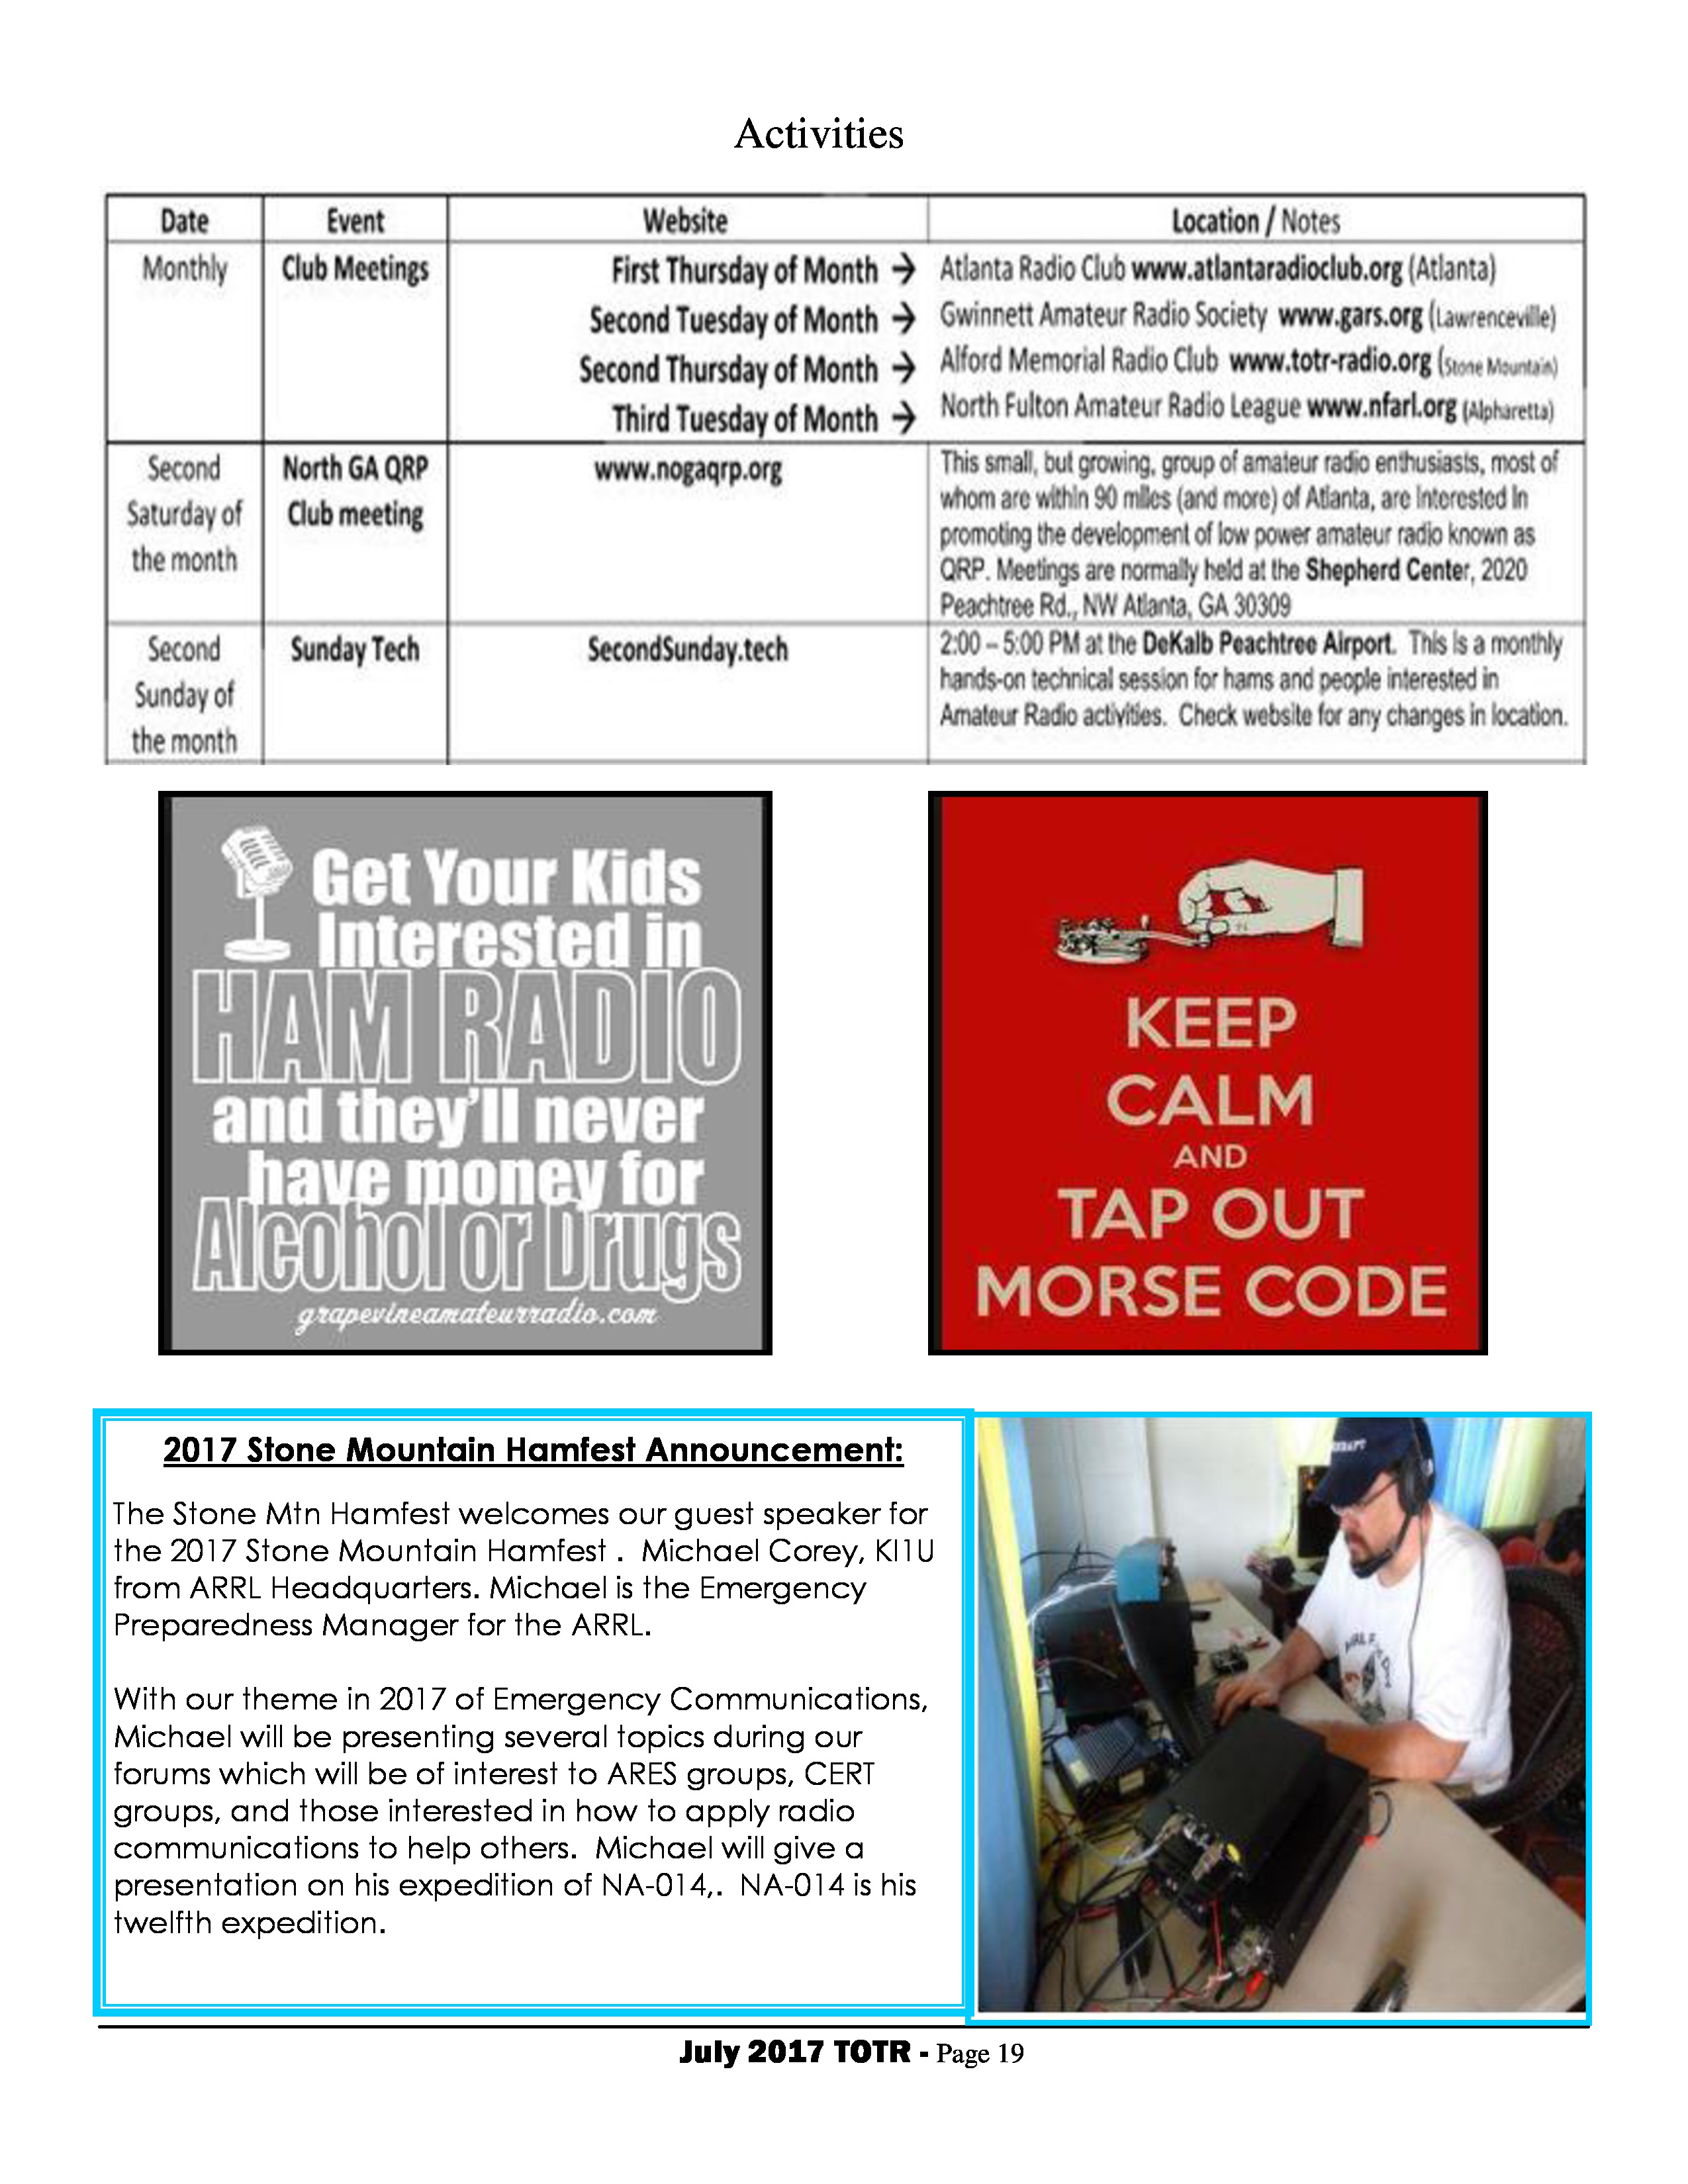 Activities
Date Event Website Location / Notes
Monthly Club Meetings First Thursday of Month → Atlanta Radio Club www.atlantaradioclub.org (Atlanta)
Second Tuesday of Month → Gwinnett Amateur Radio Society www.gars.org (Lawrenceville)
Second Thursday of Month → Alford Memorial Radio Club www.totr-radio.org (Stone Mountain)
Third Tuesday of Month → North Fulton Amateur Radio League www.nfarl.org (Alpharetta)
Second
Saturday of
the month
North GA QRP
Club meeting
www.nogaqrp.org
This small, but growing, group of amateur radio enthusiasts, most of
whom are within 90 miles (and more) of Atlanta, are interested in
promoting the development of low power amateur radio known as
QRP. Meetings are normally held at the Shepherd Center, 2020
Peachtree Rd., NW Atlanta, GA 30309
Second
Sunday of
the month
Sunday Tech
SecondSunday.tech
2:00 – 5:00 PM at the DeKalb Peachtree Airport. This is a monthly
hands-on technical session for hams and people interested in
Amateur Radio activities. Check website for any changes in location.
Get Your Kids
Interested in
HAM RADIO
and they'll never
have money for
Alcohol or Drugs
grapevineamateurradio.com
KEEP
CALM
AND
TAP OUT
MORSE CODE
2017 Stone Mountain Hamfest Announcement:
The Stone Mtn Hamfest welcomes our guest speaker for
the 2017 Stone Mountain Hamfest . Michael Corey, KI1U
from ARRL Headquarters. Michael is the Emergency
Preparedness Manager for the ARRL.
With our theme in 2017 of Emergency Communications,
Michael will be presenting several topics during our
forums which will be of interest to ARES groups, CERT
groups, and those interested in how to apply radio
communications to help others. Michael will give a
presentation on his expedition of NA-014,. NA-014 is his
twelfth expedition.
July 2017 TOTR - Page 19